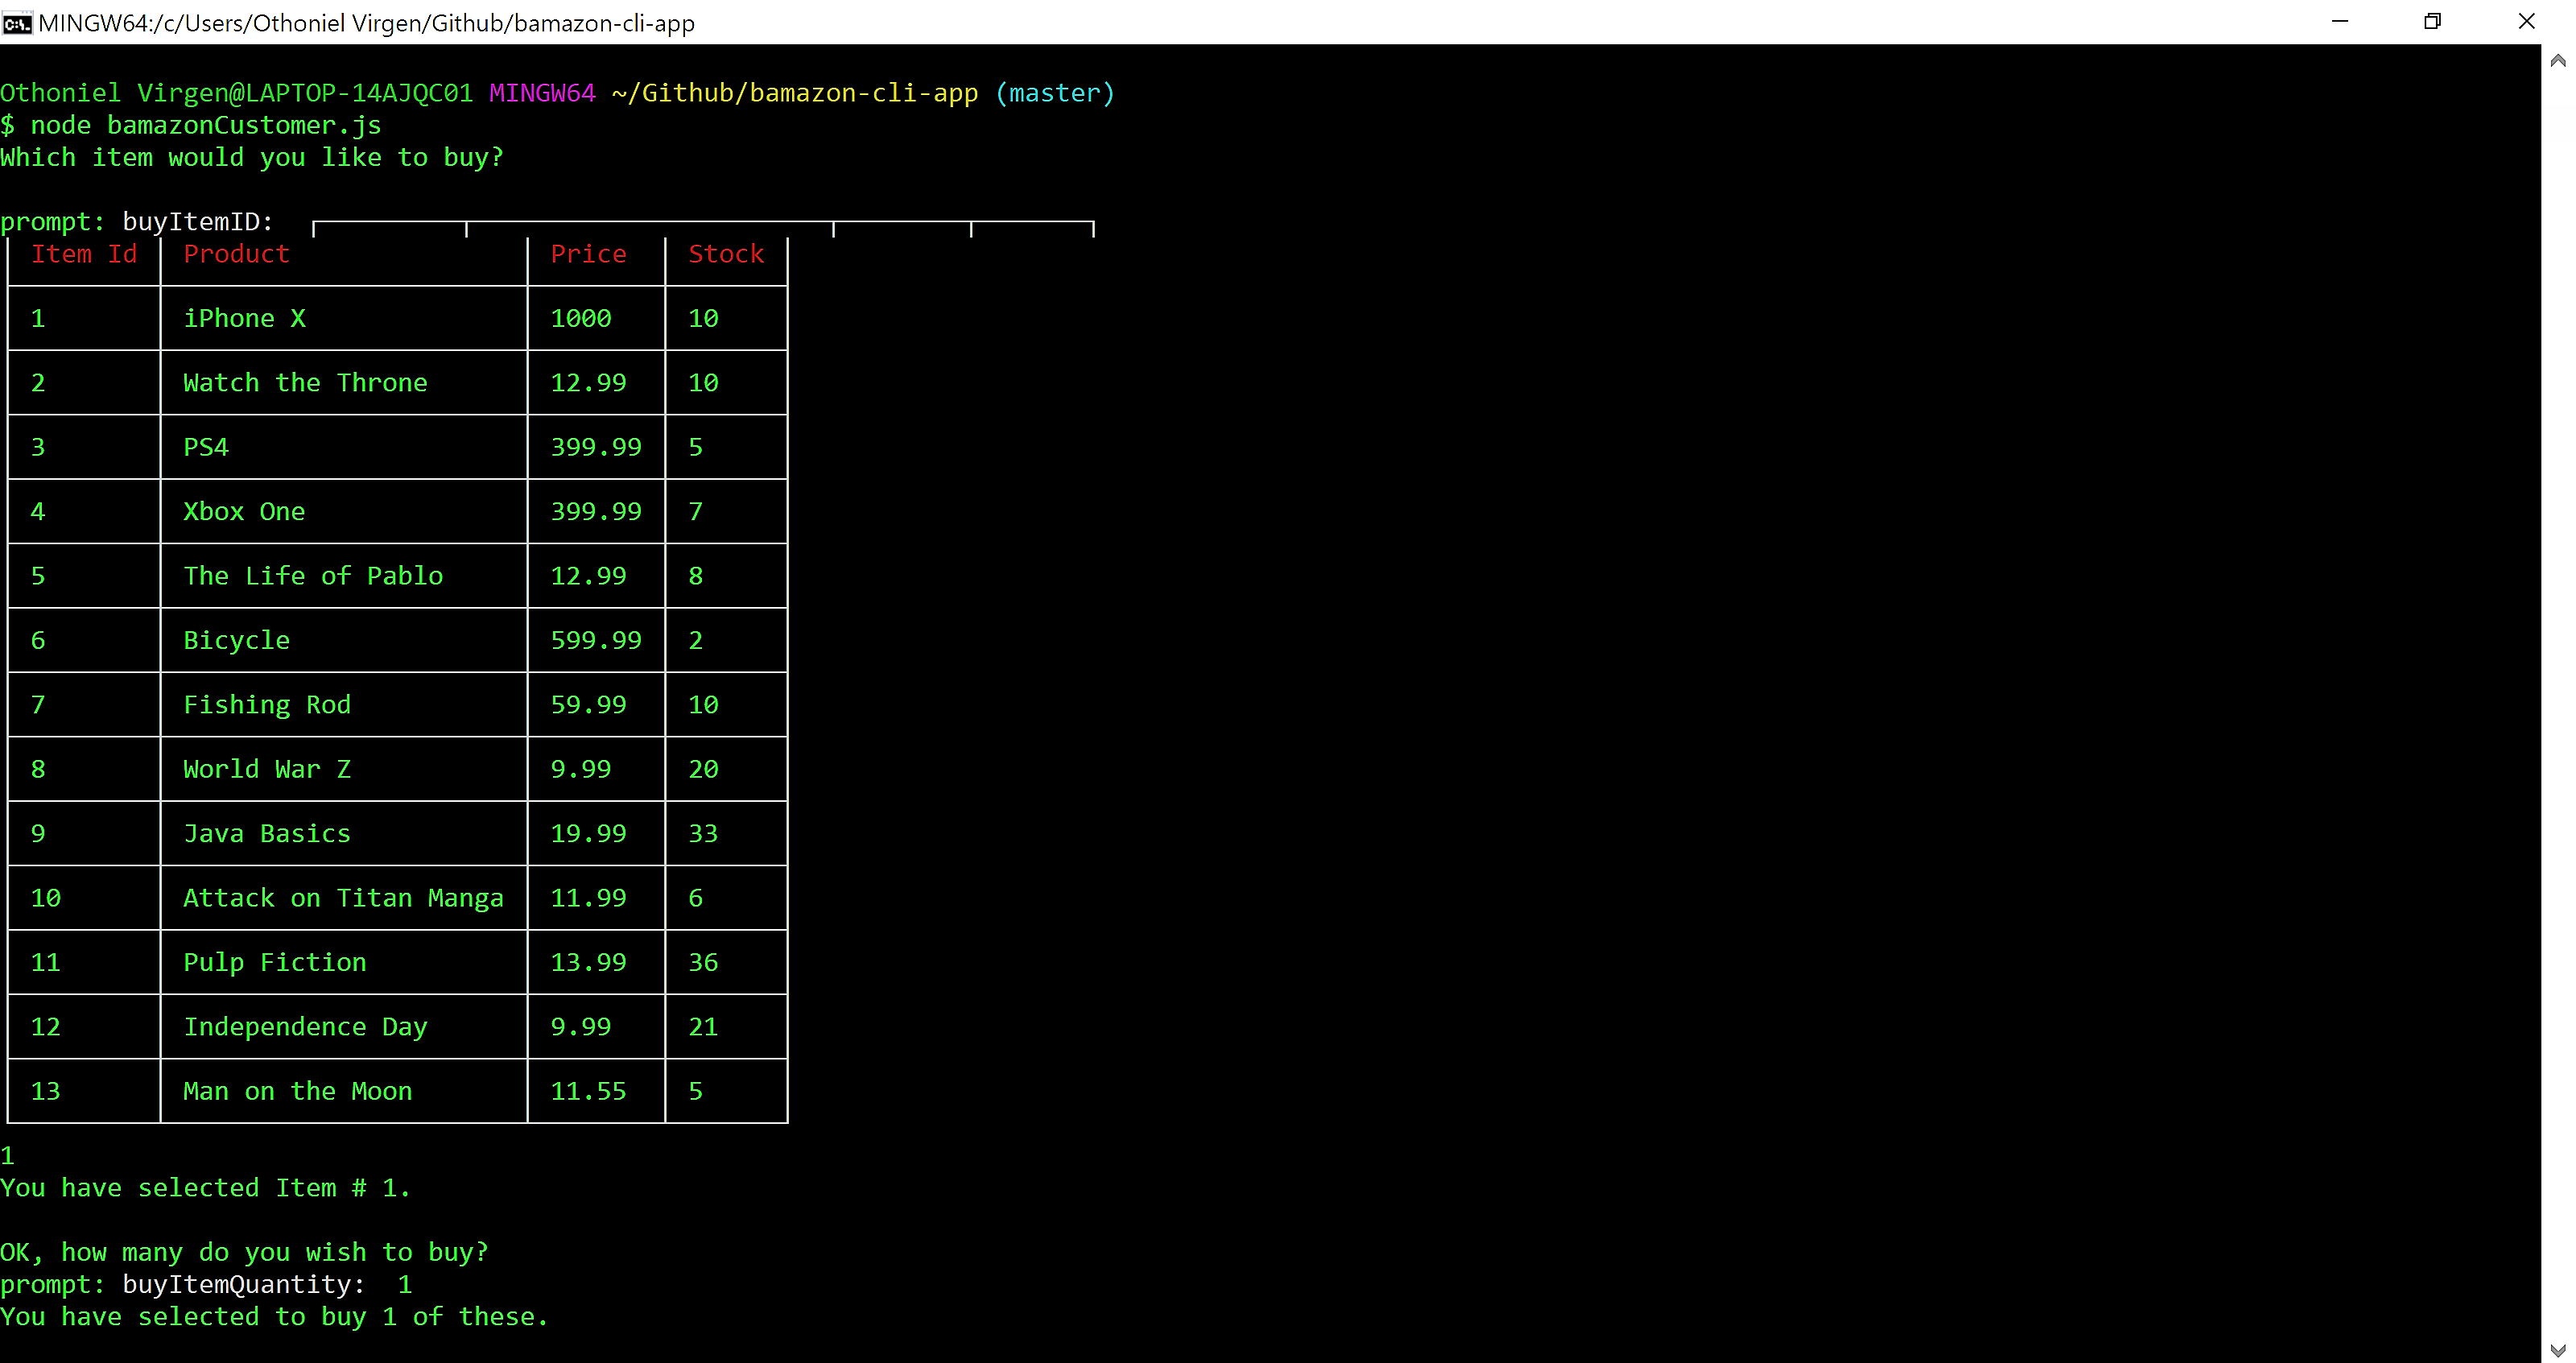 MINGW64:/c/Users/Othoniel Virgen/Github/bamazon-cli-app
Othoniel Virgen@LAPTOP-14AJQC01 MINGW64 ~/Github/bamazon-cli-app (master)
$ node bamazonCustomer.js
Which item would you like to buy?
prompt: buyItemID:
Item Id Product Price Stock
1 iPhone X 1000 10
2 Watch the Throne 12.99 10
3 PS4 399.99 5
4 Xbox One 399.99 7
5 The Life of Pablo 12.99 8
6 Bicycle 599.99 2
7 Fishing Rod 59.99 10
8 World War Z 9.99 20
9 Java Basics 19.99 33
10 Attack on Titan Manga 11.99 6
11 Pulp Fiction 13.99 36
12 Independence Day 9.99 21
13 Man on the Moon 11.55 5
1
You have selected Item # 1.
OK, how many do you wish to buy?
prompt: buyItemQuantity:  1
You have selected to buy 1 of these.